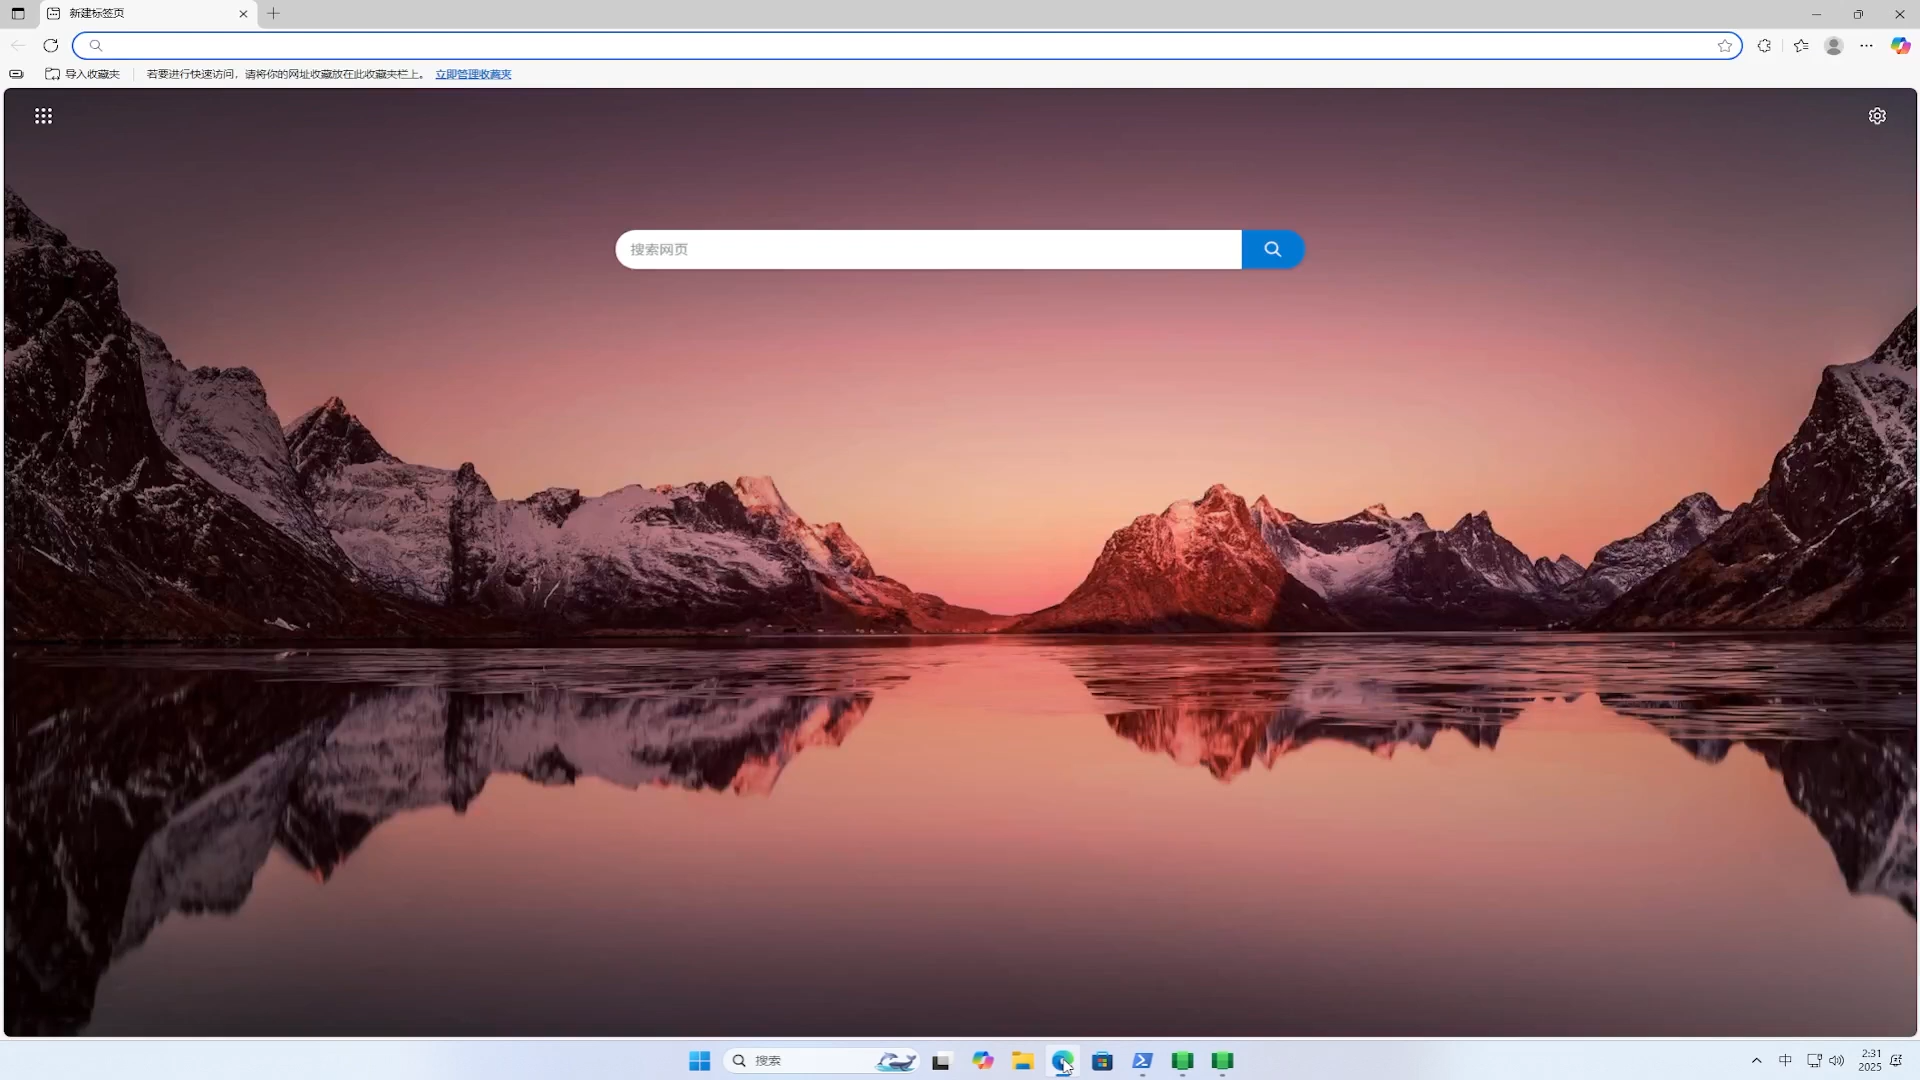 新建标签页
导入收藏夹
若要进行快速访问，请将你的网址收藏放在此收藏夹栏上。 立即管理收藏夹
搜索网页
搜索
中
2:31
2025